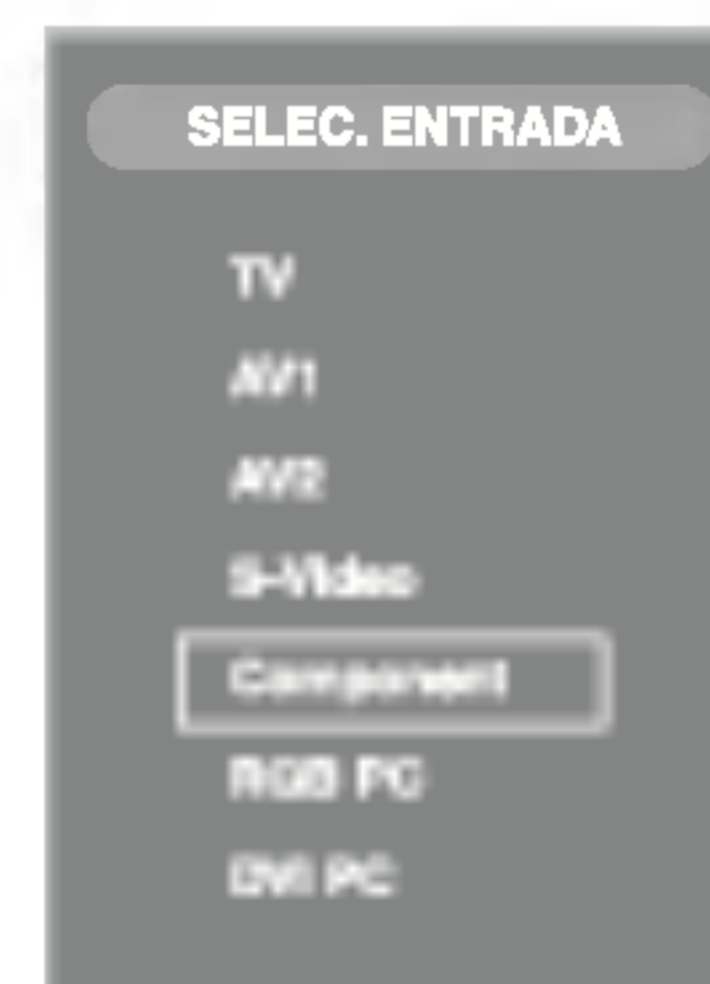 SELEC. ENTRADA
TV
AV1
AV2
S-Video
Component
RGB PC
DVI PC